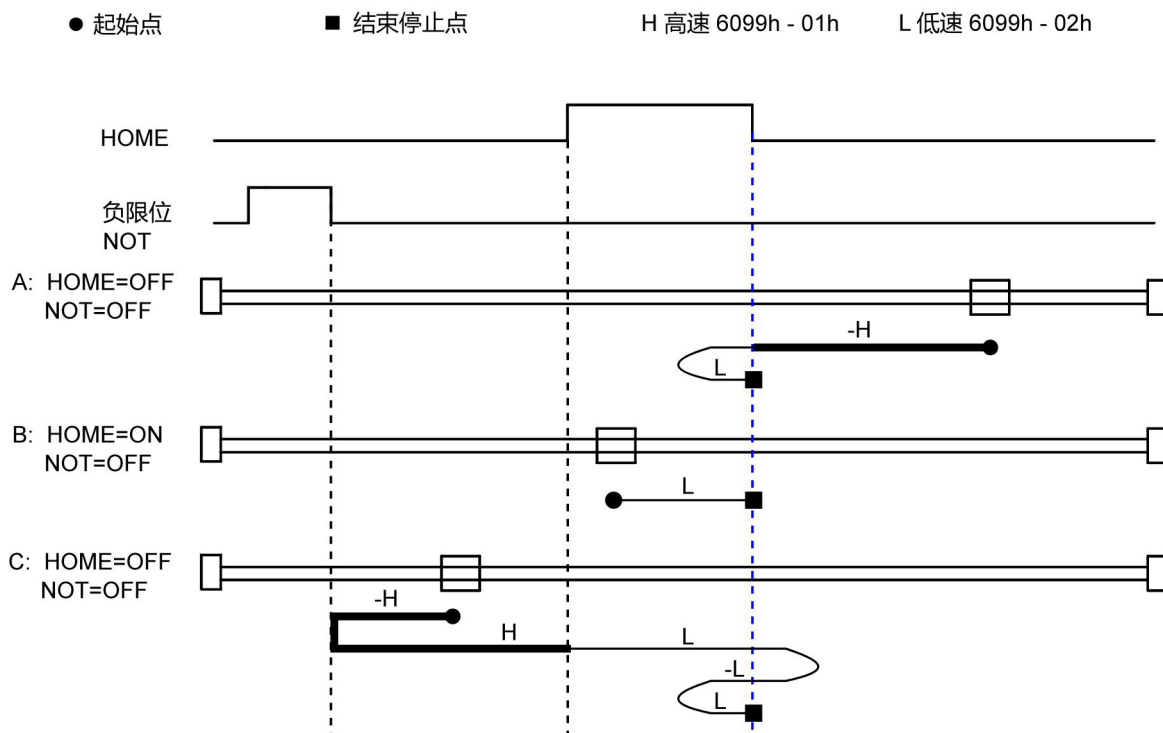 起始点 结束停止点 H 高速 6099h - 01h L 低速 6099h - 02h
HOME
负限位
NOT
A: HOME=OFF
NOT=OFF
-H
L
B: HOME=ON
NOT=OFF
L
C: HOME=OFF
NOT=OFF
-H
H L
-L
L